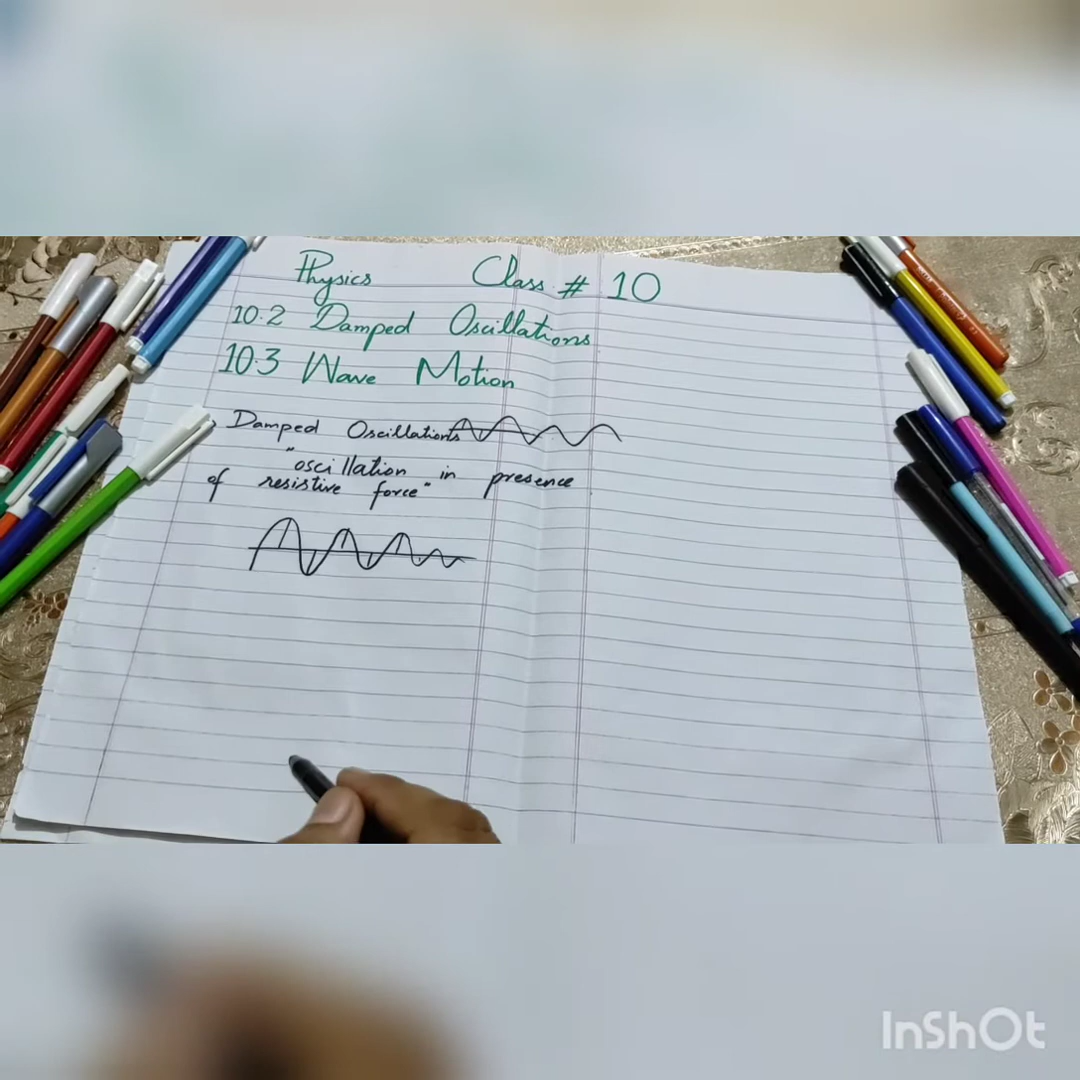 Physics Class # 10
10.2 Damped Oscillations
10.3 Wave Motion
Damped Oscillations
"oscillation in presence
of resistive force"
InShOt